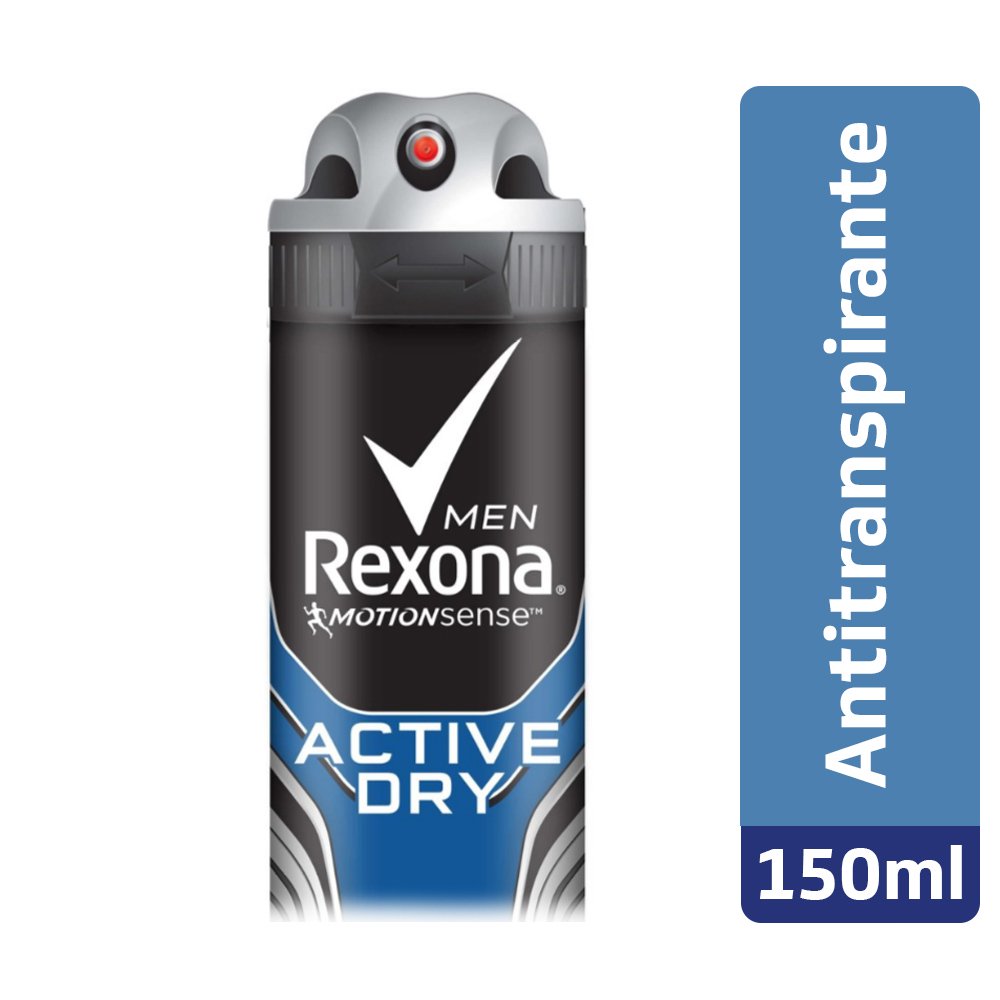 MEN
Rexona®
MOTIONsense™
ACTIVE
DRY
Antitranspirante
150ml